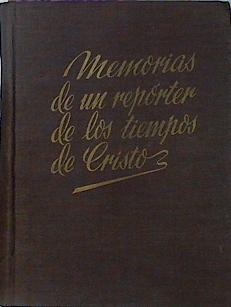 Memorias
de un repórter
de los tiempos
de Cristo